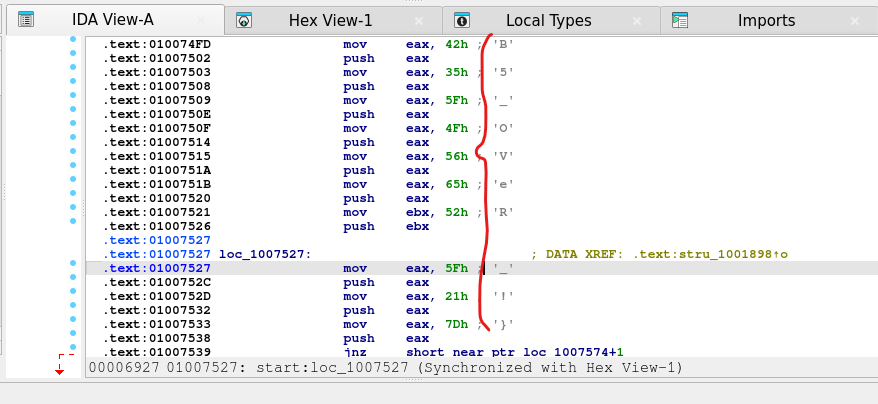 IDA View-A Hex View-1 Local Types Imports
.text:010074FD mov eax, 42h ; 'B'
.text:01007502 push eax
.text:01007503 mov eax, 35h ; '5'
.text:01007508 push eax
.text:01007509 mov eax, 5Fh ; '_'
.text:0100750E push eax
.text:0100750F mov eax, 4Fh ; 'O'
.text:01007514 push eax
.text:01007515 mov eax, 56h ; 'V'
.text:0100751A push eax
.text:0100751B mov eax, 65h ; 'e'
.text:01007520 push eax
.text:01007521 mov ebx, 52h ; 'R'
.text:01007526 push ebx
.text:01007527
.text:01007527 loc_1007527: ; DATA XREF: .text:stru_1001898↑o
.text:01007527 mov eax, 5Fh ; '_'
.text:0100752C push eax
.text:0100752D mov eax, 21h ; '!'
.text:01007532 push eax
.text:01007533 mov eax, 7Dh ; '}'
.text:01007538 push eax
.text:01007539 jnz short near ptr loc_1007574+1
00006927 01007527: start:loc_1007527 (Synchronized with Hex View-1)